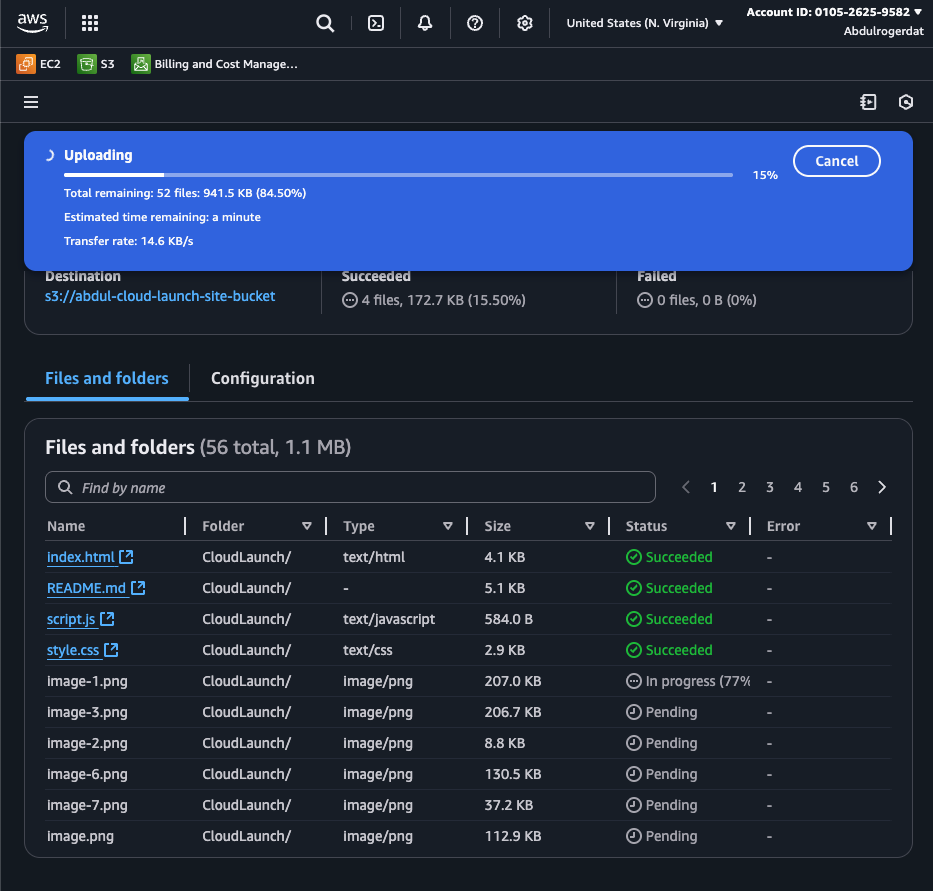 aws
United States (N. Virginia)
Account ID: 0105-2625-9582
Abdulrogerdat
EC2
S3
Billing and Cost Manage...
Uploading
15%
Cancel
Total remaining: 52 files: 941.5 KB (84.50%)
Estimated time remaining: a minute
Transfer rate: 14.6 KB/s
Destination Succeeded Failed
s3://abdul-cloud-launch-site-bucket 4 files, 172.7 KB (15.50%) 0 files, 0 B (0%)
Files and folders Configuration
Files and folders (56 total, 1.1 MB)
Find by name 1 2 3 4 5 6
Name Folder Type Size Status Error
index.html CloudLaunch/ text/html 4.1 KB Succeeded -
README.md CloudLaunch/ - 5.1 KB Succeeded -
script.js CloudLaunch/ text/javascript 584.0 B Succeeded -
style.css CloudLaunch/ text/css 2.9 KB Succeeded -
image-1.png CloudLaunch/ image/png 207.0 KB In progress (77% -
image-3.png CloudLaunch/ image/png 206.7 KB Pending -
image-2.png CloudLaunch/ image/png 8.8 KB Pending -
image-6.png CloudLaunch/ image/png 130.5 KB Pending -
image-7.png CloudLaunch/ image/png 37.2 KB Pending -
image.png CloudLaunch/ image/png 112.9 KB Pending -